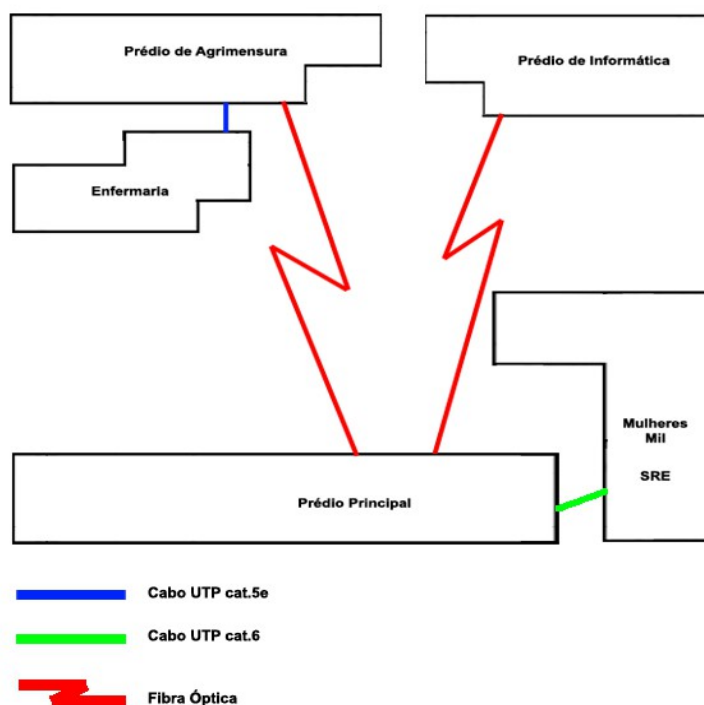 Prédio de Agrimensura
Prédio de Informática
Enfermaria
Mulheres
Mil
SRE
Prédio Principal
Cabo UTP cat.5e
Cabo UTP cat.6
Fibra Óptica